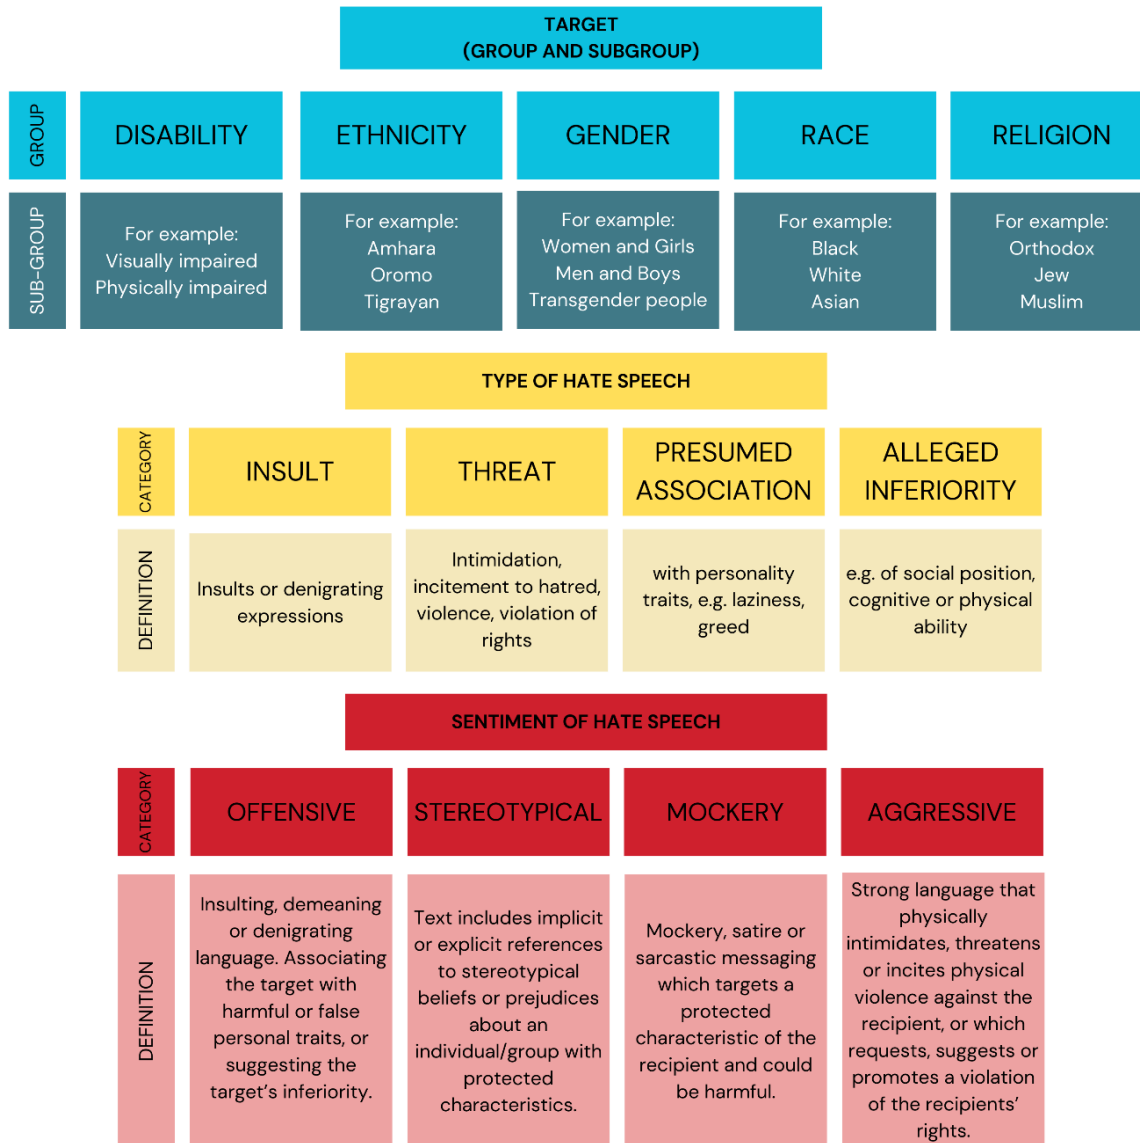 TARGET
(GROUP AND SUBGROUP)
GROUP
DISABILITY
ETHNICITY
GENDER
RACE
RELIGION
SUB-GROUP
For example:
Visually impaired
Physically impaired
For example:
Amhara
Oromo
Tigrayan
For example:
Women and Girls
Men and Boys
Transgender people
For example:
Black
White
Asian
For example:
Orthodox
Jew
Muslim
TYPE OF HATE SPEECH
CATEGORY
INSULT
THREAT
PRESUMED
ASSOCIATION
ALLEGED
INFERIORITY
DEFINITION
Insults or denigrating
expressions
Intimidation,
incitement to hatred,
violence, violation of
rights
with personality
traits, e.g. laziness,
greed
e.g. of social position,
cognitive or physical
ability
SENTIMENT OF HATE SPEECH
CATEGORY
OFFENSIVE
STEREOTYPICAL
MOCKERY
AGGRESSIVE
DEFINITION
Insulting, demeaning
or denigrating
language. Associating
the target with
harmful or false
personal traits, or
suggesting the
target's inferiority.
Text includes implicit
or explicit references
to stereotypical
beliefs or prejudices
about an
individual/group with
protected
characteristics.
Mockery, satire or
sarcastic messaging
which targets a
protected
characteristic of the
recipient and could
be harmful.
Strong language that
physically
intimidates, threatens
or incites physical
violence against the
recipient, or which
requests, suggests or
promotes a violation
of the recipients'
rights.